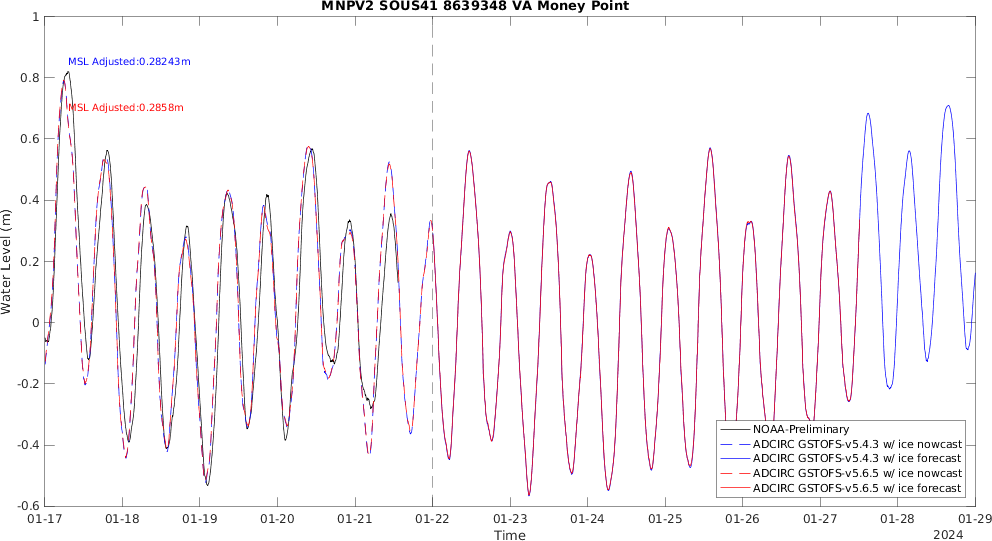 MNPV2 SOUS41 8639348 VA Money Point
1
MSL Adjusted:0.28243m
0.8
MSL Adjusted:0.2858m
0.6
0.4
0.2
Water Level (m)
0
-0.2
-0.4
-0.6
NOAA-Preliminary
ADCIRC GSTOFS-v5.4.3 w/ ice nowcast
ADCIRC GSTOFS-v5.4.3 w/ ice forecast
ADCIRC GSTOFS-v5.6.5 w/ ice nowcast
ADCIRC GSTOFS-v5.6.5 w/ ice forecast
01-17 01-18 01-19 01-20 01-21 01-22 01-23 01-24 01-25 01-26 01-27 01-28 01-29
Time
2024